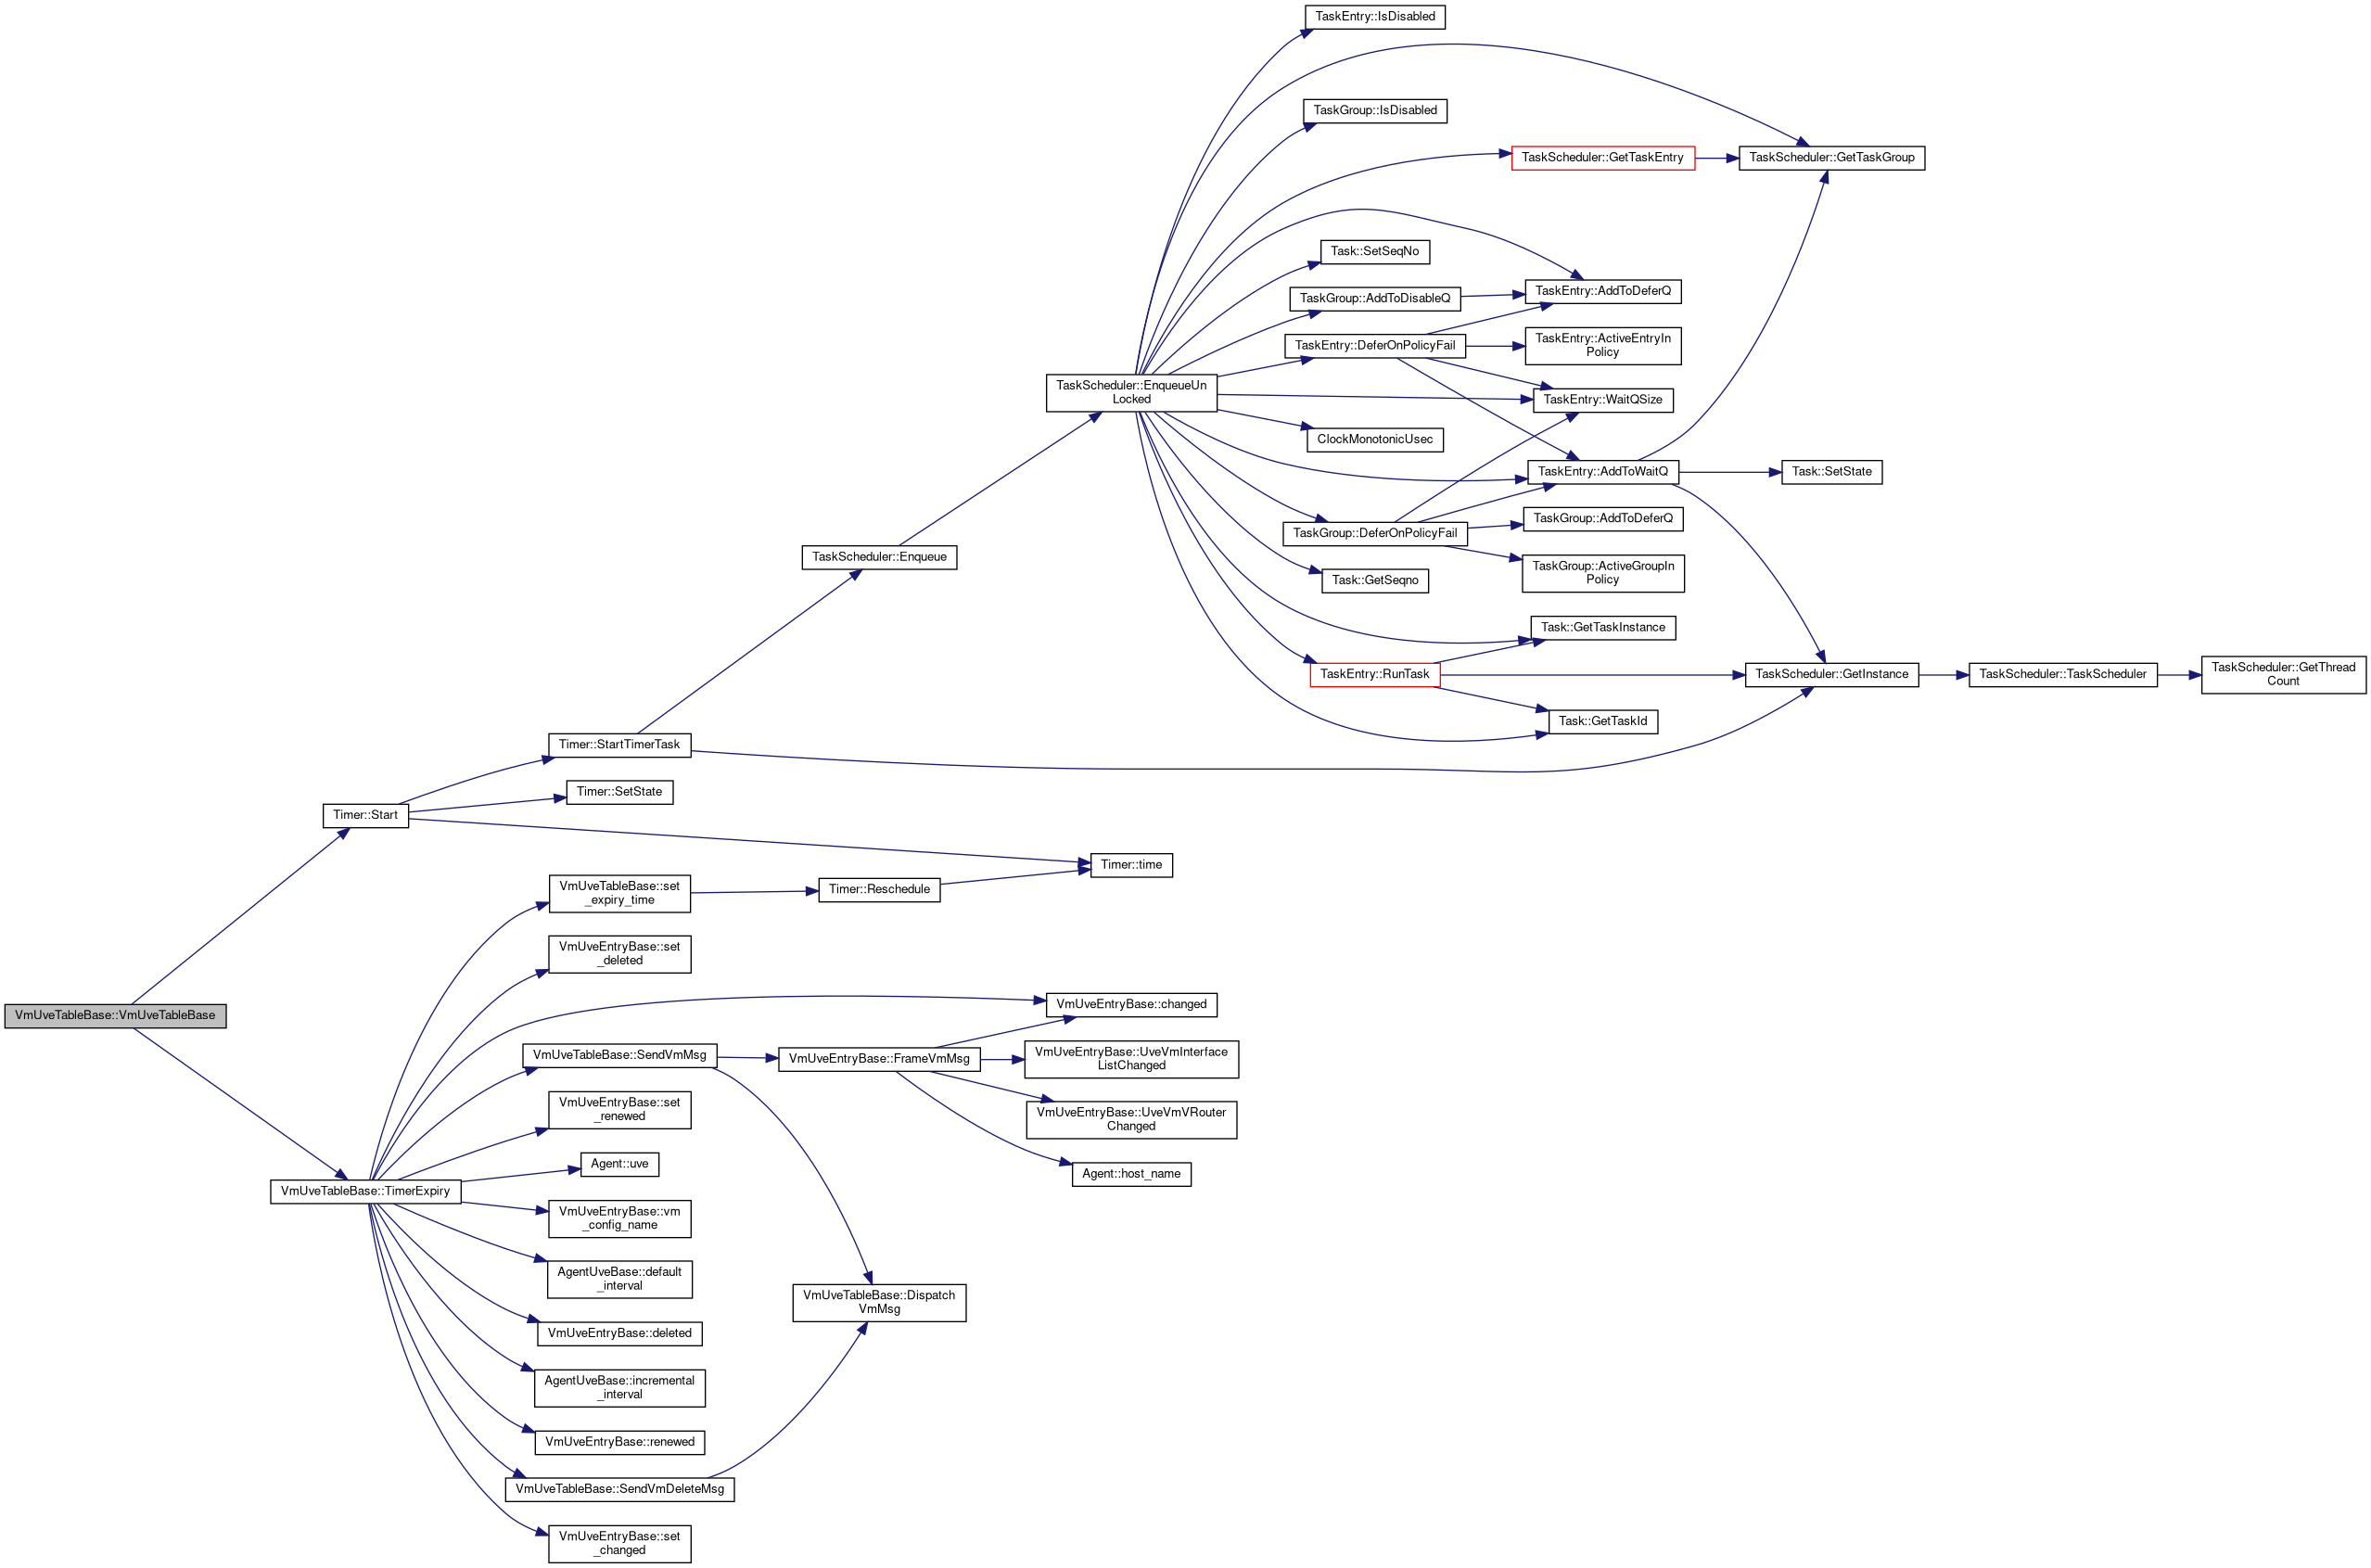 TaskEntry::IsDisabled
TaskGroup::IsDisabled
TaskScheduler::GetTaskEntry
TaskScheduler::GetTaskGroup
Task::SetSeqNo
TaskEntry::AddToDeferQ
TaskGroup::AddToDisableQ
TaskEntry::DeferOnPolicyFail
TaskEntry::ActiveEntryIn
Policy
TaskScheduler::EnqueueUn
Locked
TaskEntry::WaitQSize
ClockMonotonicUsec
TaskEntry::AddToWaitQ
Task::SetState
TaskGroup::AddToDeferQ
TaskGroup::DeferOnPolicyFail
TaskScheduler::Enqueue
TaskGroup::ActiveGroupIn
Policy
Task::GetSeqno
Task::GetTaskInstance
TaskEntry::RunTask
TaskScheduler::GetInstance
TaskScheduler::TaskScheduler
TaskScheduler::GetThread
Count
Task::GetTaskId
Timer::StartTimerTask
Timer::SetState
Timer::Start
Timer::time
VmUveTableBase::set
_expiry_time
Timer::Reschedule
VmUveEntryBase::set
_deleted
VmUveEntryBase::changed
VmUveTableBase::VmUveTableBase
VmUveTableBase::SendVmMsg
VmUveEntryBase::FrameVmMsg
VmUveEntryBase::UveVmInterface
ListChanged
VmUveEntryBase::set
_renewed
VmUveEntryBase::UveVmVRouter
Changed
Agent::uve
Agent::host_name
VmUveTableBase::TimerExpiry
VmUveEntryBase::vm
_config_name
AgentUveBase::default
_interval
VmUveTableBase::Dispatch
VmMsg
VmUveEntryBase::deleted
AgentUveBase::incremental
_interval
VmUveEntryBase::renewed
VmUveTableBase::SendVmDeleteMsg
VmUveEntryBase::set
_changed